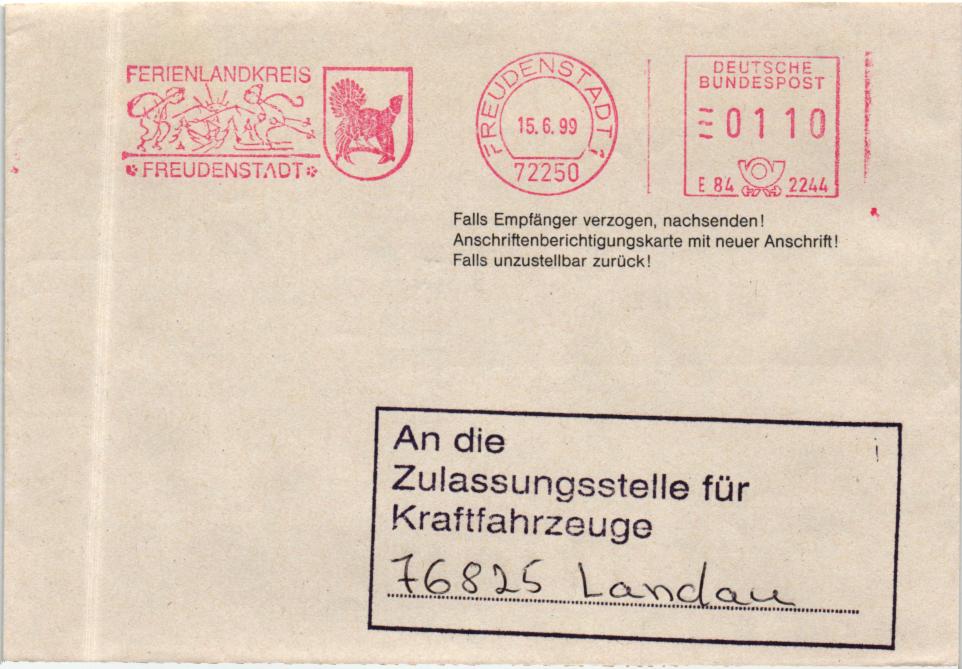 FERIENLANDKREIS
FREUDENSTADT
FREUDENSTADT 1
15.6.99
72250
DEUTSCHE
BUNDESPOST
0110
E 84 2244
Falls Empfänger verzogen, nachsenden!
Anschriftenberichtigungskarte mit neuer Anschrift!
Falls unzustellbar zurück!
An die
Zulassungsstelle für
Kraftfahrzeuge
76825 Landau